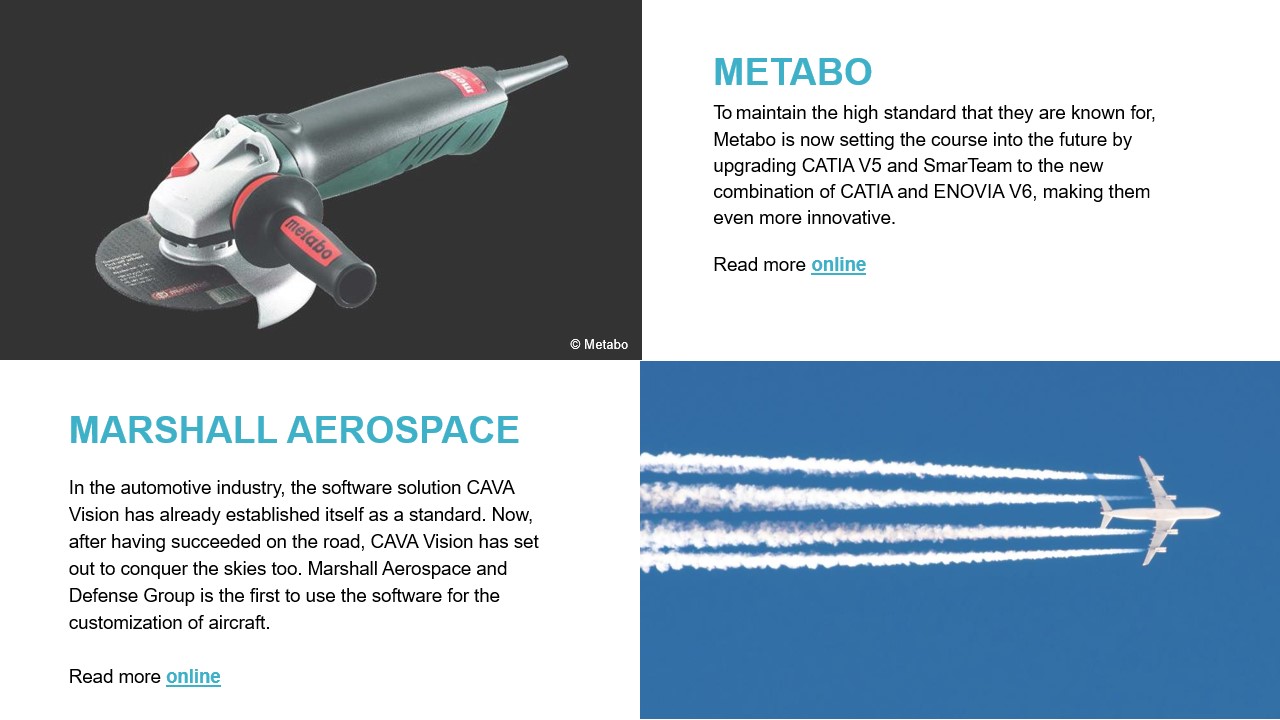 metabo
metabo
© Metabo
METABO
To maintain the high standard that they are known for,
Metabo is now setting the course into the future by
upgrading CATIA V5 and SmarTeam to the new
combination of CATIA and ENOVIA V6, making them
even more innovative.
Read more online
MARSHALL AEROSPACE
In the automotive industry, the software solution CAVA
Vision has already established itself as a standard. Now,
after having succeeded on the road, CAVA Vision has set
out to conquer the skies too. Marshall Aerospace and
Defense Group is the first to use the software for the
customization of aircraft.
Read more online